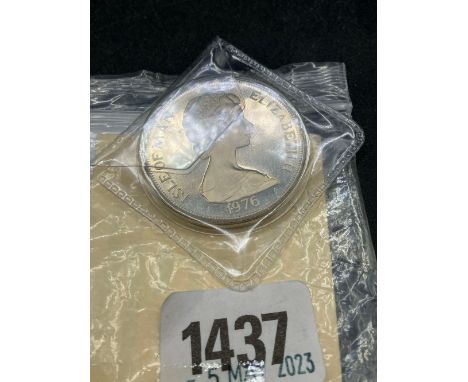 ISLE OF MAN
ELIZABETH II
1976
1437
- 5 MAY 2023